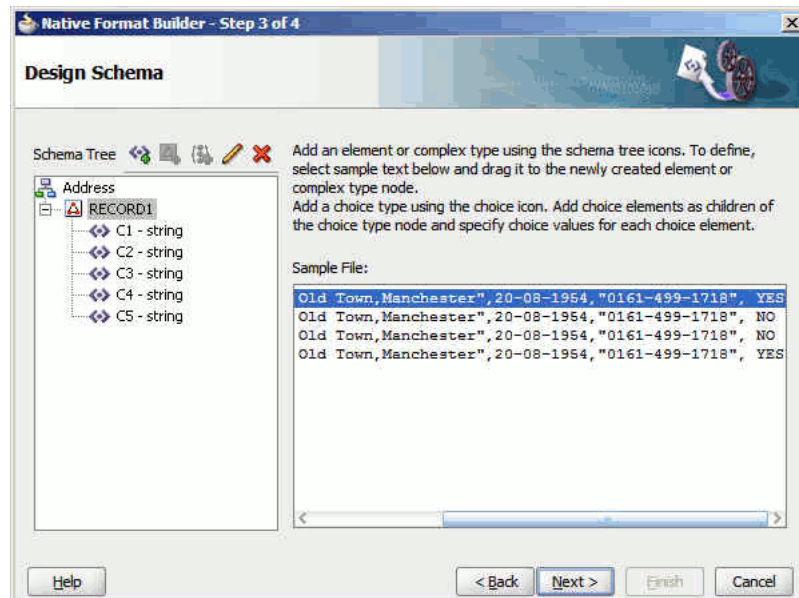 Native Format Builder - Step 3 of 4
Design Schema
Schema Tree
Address
RECORD1
C1 - string
C2 - string
C3 - string
C4 - string
C5 - string
Add an element or complex type using the schema tree icons. To define,
select sample text below and drag it to the newly created element or
complex type node.
Add a choice type using the choice icon. Add choice elements as children of
the choice type node and specify choice values for each choice element.
Sample File:
Old Town,Manchester",20-08-1954,"0161-499-1718", YES
Old Town,Manchester",20-08-1954,"0161-499-1718", NO
Old Town,Manchester",20-08-1954,"0161-499-1718", NO
Old Town,Manchester",20-08-1954,"0161-499-1718", YES
Help
< Back
Next >
Finish
Cancel